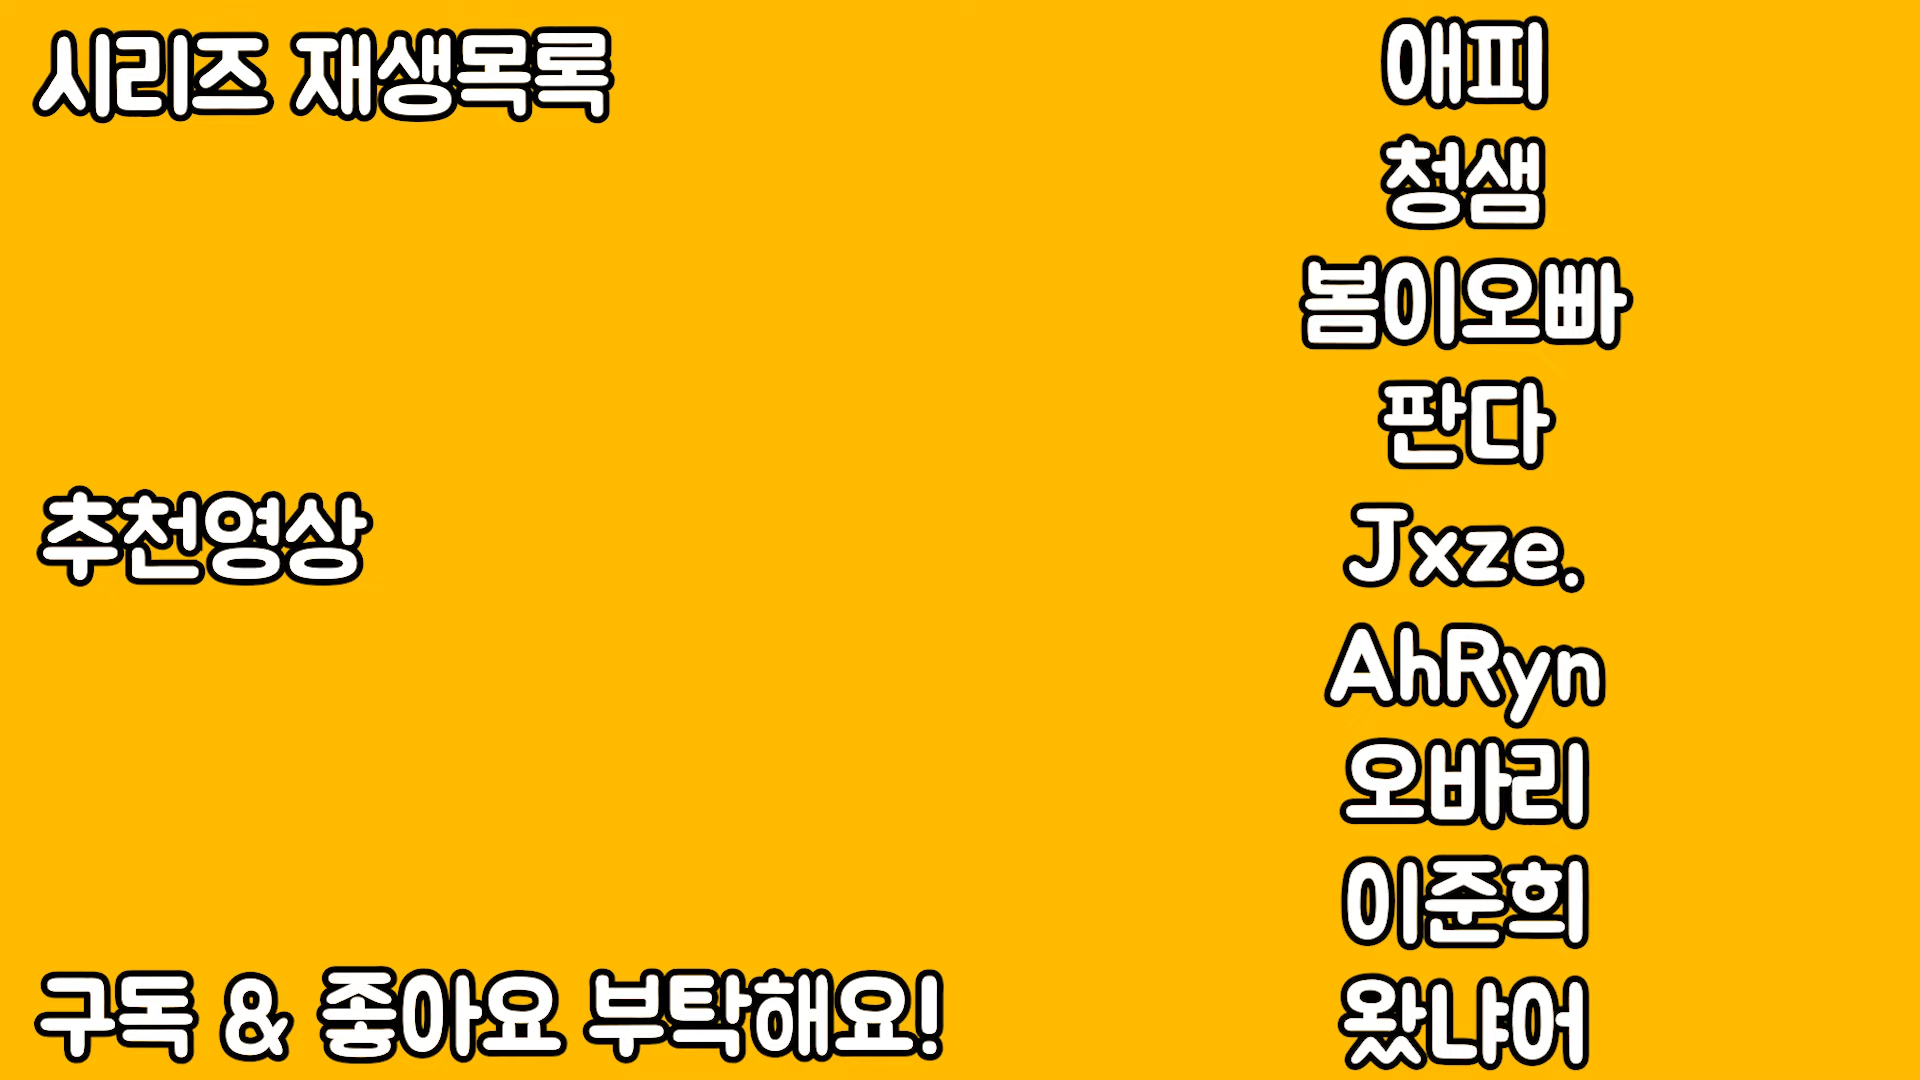 시리즈 재생목록
추천영상
구독 & 좋아요 부탁해요!
애피
청샘
봄이오빠
판다
Jxze.
AhRyn
오바리
이준희
왔냐어